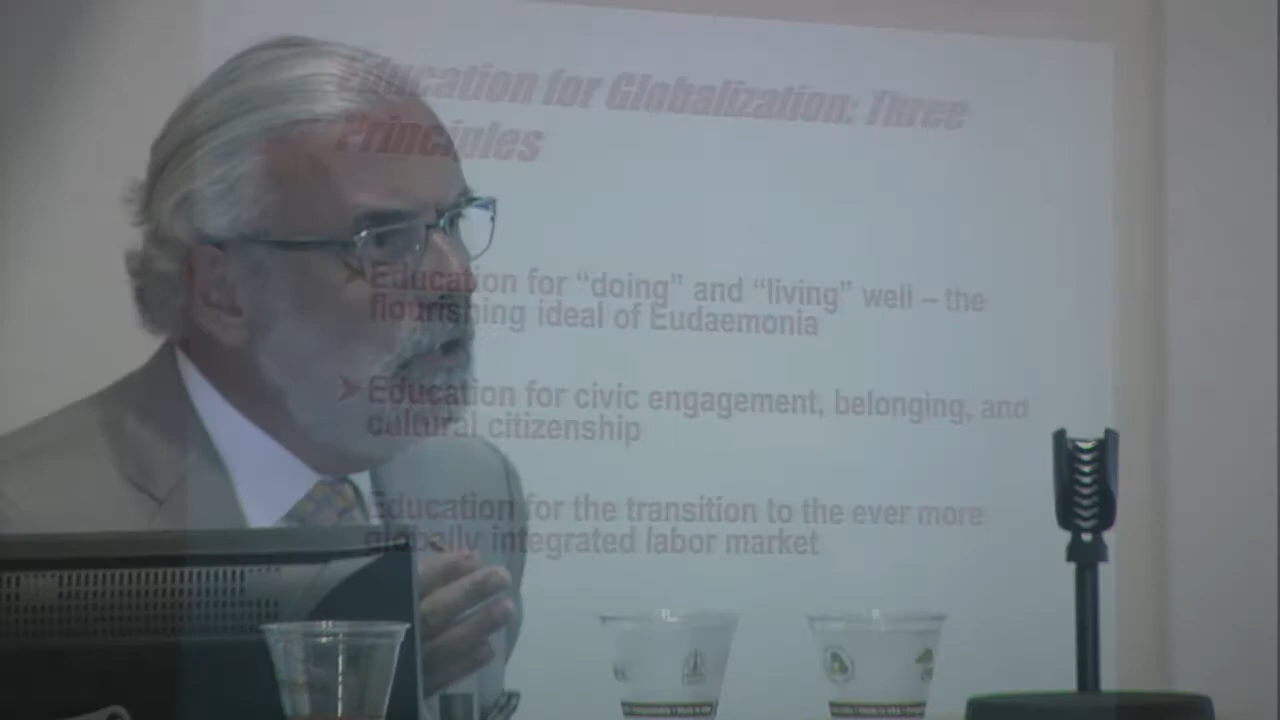 Education for Globalization: Three
Principles
Education for “doing” and “living” well – the
flourishing ideal of Eudaemonia
Education for civic engagement, belonging, and
cultural citizenship
Education for the transition to the ever more
globally integrated labor market